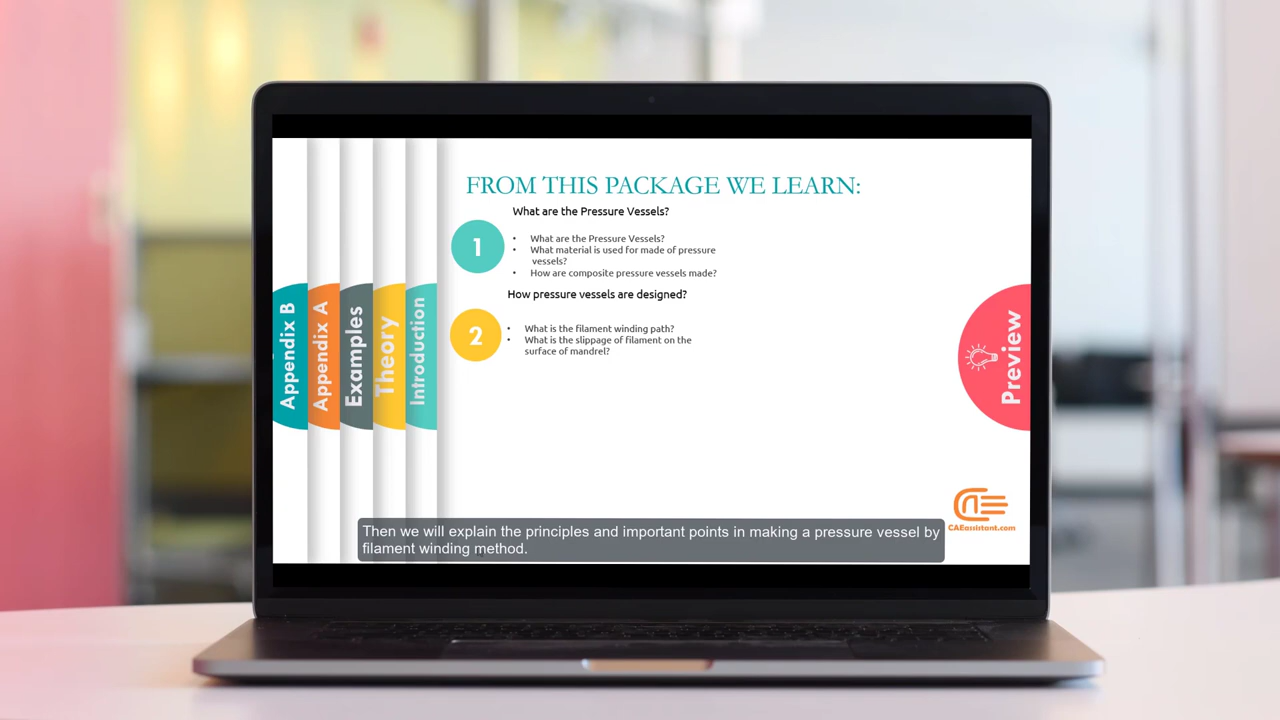 FROM THIS PACKAGE WE LEARN:
What are the Pressure Vessels?
1
• What are the Pressure Vessels?
• What material is used for made of pressure
vessels?
• How are composite pressure vessels made?
How pressure vessels are designed?
2
• What is the filament winding path?
• What is the slippage of filament on the
surface of mandrel?
Appendix B
Appendix A
Examples
Theory
Introduction
Preview
CAEassistant.com
Then we will explain the principles and important points in making a pressure vessel by
filament winding method.